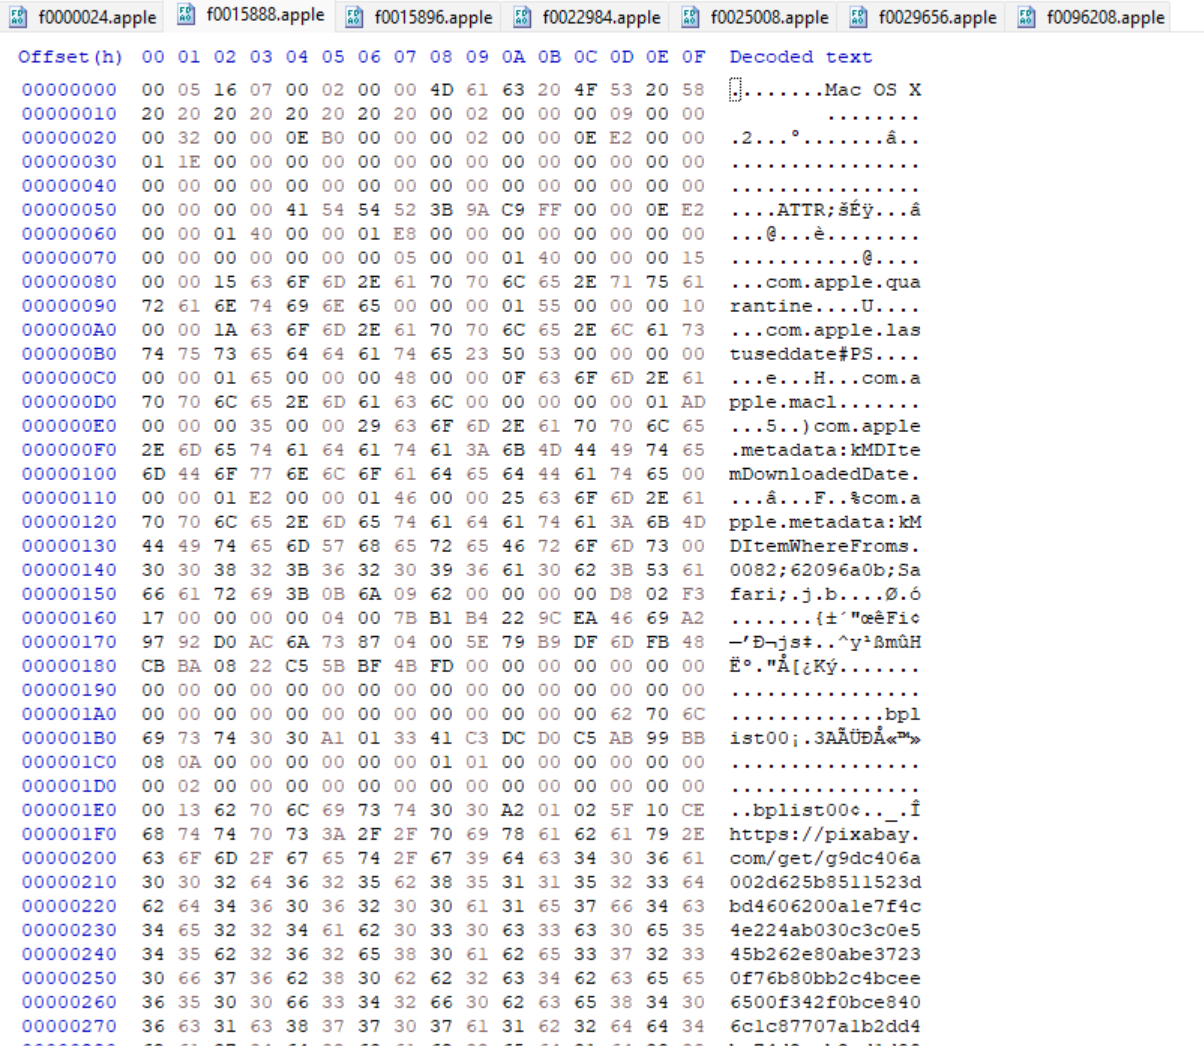 f0000024.apple f0015888.apple f0015896.apple f0022984.apple f0025008.apple f0029656.apple f0096208.apple
Offset(h) 00 01 02 03 04 05 06 07 08 09 0A 0B 0C 0D 0E 0F Decoded text
00000000 00 05 16 07 00 02 00 00 4D 61 63 20 4F 53 20 58 ........Mac OS X
00000010 20 20 20 20 20 20 20 20 00 02 00 00 00 09 00 00         ........
00000020 00 32 00 00 0E B0 00 00 00 02 00 00 0E E2 00 00 .2...°.......â..
00000030 01 1E 00 00 00 00 00 00 00 00 00 00 00 00 00 00 ................
00000040 00 00 00 00 00 00 00 00 00 00 00 00 00 00 00 00 ................
00000050 00 00 00 00 41 54 54 52 3B 9A C9 FF 00 00 0E E2 ....ATTR;šÉÿ...â
00000060 00 00 01 40 00 00 01 E8 00 00 00 00 00 00 00 00 ...@...è........
00000070 00 00 00 00 00 00 00 05 00 00 01 40 00 00 00 15 ...........@....
00000080 00 00 15 63 6F 6D 2E 61 70 70 6C 65 2E 71 75 61 ...com.apple.qua
00000090 72 61 6E 74 69 6E 65 00 00 00 01 55 00 00 00 10 rantine....U....
000000A0 00 00 1A 63 6F 6D 2E 61 70 70 6C 65 2E 6C 61 73 ...com.apple.las
000000B0 74 75 73 65 64 64 61 74 65 23 50 53 00 00 00 00 tuseddate#PS....
000000C0 00 00 01 65 00 00 00 48 00 00 0F 63 6F 6D 2E 61 ...e...H...com.a
000000D0 70 70 6C 65 2E 6D 61 63 6C 00 00 00 00 00 01 AD pple.macl.......
000000E0 00 00 00 35 00 00 29 63 6F 6D 2E 61 70 70 6C 65 ...5..)com.apple
000000F0 2E 6D 65 74 61 64 61 74 61 3A 6B 4D 44 49 74 65 .metadata:kMDIte
00000100 6D 44 6F 77 6E 6C 6F 61 64 65 64 44 61 74 65 00 mDownloadedDate.
00000110 00 00 01 E2 00 00 01 46 00 00 25 63 6F 6D 2E 61 ...â...F..%com.a
00000120 70 70 6C 65 2E 6D 65 74 61 64 61 74 61 3A 6B 4D pple.metadata:kM
00000130 44 49 74 65 6D 57 68 65 72 65 46 72 6F 6D 73 00 DItemWhereFroms.
00000140 30 30 38 32 3B 36 32 30 39 36 61 30 62 3B 53 61 0082;62096a0b;Sa
00000150 66 61 72 69 3B 0B 6A 09 62 00 00 00 00 D8 02 F3 fari;.j.b....Ø.ó
00000160 17 00 00 00 00 04 00 7B B1 B4 22 9C EA 46 69 A2 .......{±´"œêFi¢
00000170 97 92 D0 AC 6A 73 87 04 00 5E 79 B9 DF 6D FB 48 —’Ð¬js‡..^y¹ßmûH
00000180 CB BA 08 22 C5 5B BF 4B FD 00 00 00 00 00 00 00 Ëº."Å[¿Ký.......
00000190 00 00 00 00 00 00 00 00 00 00 00 00 00 00 00 00 ................
000001A0 00 00 00 00 00 00 00 00 00 00 00 00 00 62 70 6C .............bpl
000001B0 69 73 74 30 30 A1 01 33 41 C3 DC D0 C5 AB 99 BB ist00¡.3AÃÜÐÅ«™»
000001C0 08 0A 00 00 00 00 00 00 01 01 00 00 00 00 00 00 ................
000001D0 00 02 00 00 00 00 00 00 00 00 00 00 00 00 00 00 ................
000001E0 00 13 62 70 6C 69 73 74 30 30 A2 01 02 5F 10 CE ..bplist00¢.._.Î
000001F0 68 74 74 70 73 3A 2F 2F 70 69 78 61 62 61 79 2E https://pixabay.
00000200 63 6F 6D 2F 67 65 74 2F 67 39 64 63 34 30 36 61 com/get/g9dc406a
00000210 30 30 32 64 36 32 35 62 38 35 31 31 35 32 33 64 002d625b8511523d
00000220 62 64 34 36 30 36 32 30 30 61 31 65 37 66 34 63 bd4606200a1e7f4c
00000230 34 65 32 32 34 61 62 30 33 30 63 33 63 30 65 35 4e224ab030c3c0e5
00000240 34 35 62 32 36 32 65 38 30 61 62 65 33 37 32 33 45b262e80abe3723
00000250 30 66 37 36 62 38 30 62 62 32 63 34 62 63 65 65 0f76b80bb2c4bcee
00000260 36 35 30 30 66 33 34 32 66 30 62 63 65 38 34 30 6500f342f0bce840
00000270 36 63 31 63 38 37 37 30 37 61 31 62 32 64 64 34 6c1c87707a1b2dd4